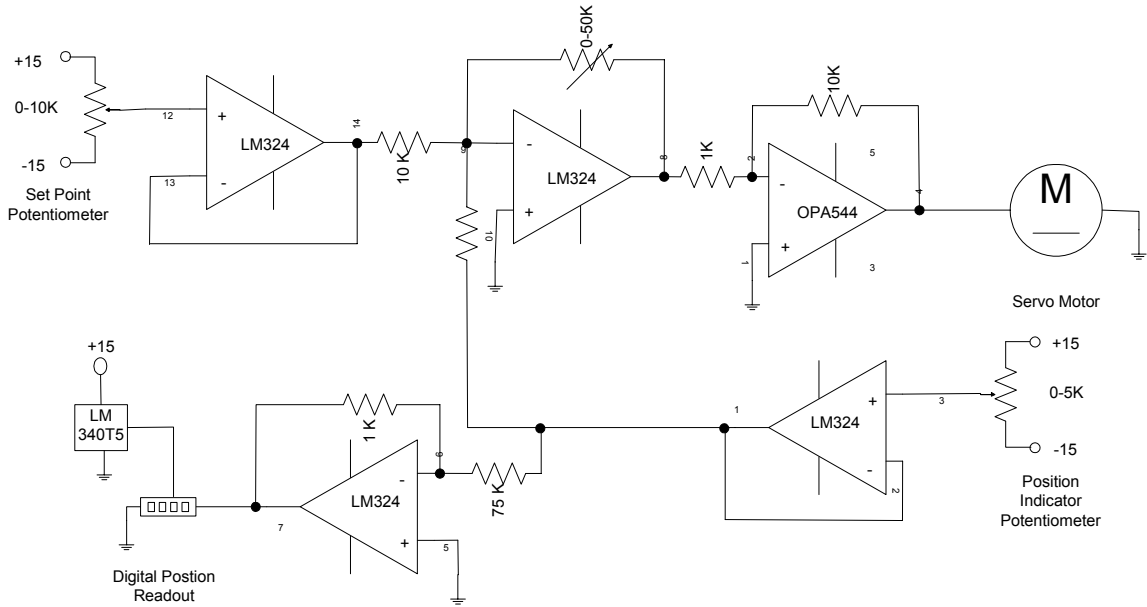 +15
0-10K
-15
Set Point
Potentiometer
12
13
+
-
LM324
14
10 K
9
0-50K
-
+
LM324
10
8
1K
2
10K
-
+
OPA544
1
5
3
4
M
Servo Motor
+15
LM
340T5
1 K
6
-
+
LM324
5
7
75 K
Digital Postion
Readout
1
LM324
+
-
3
2
+15
0-5K
-15
Position
Indicator
Potentiometer